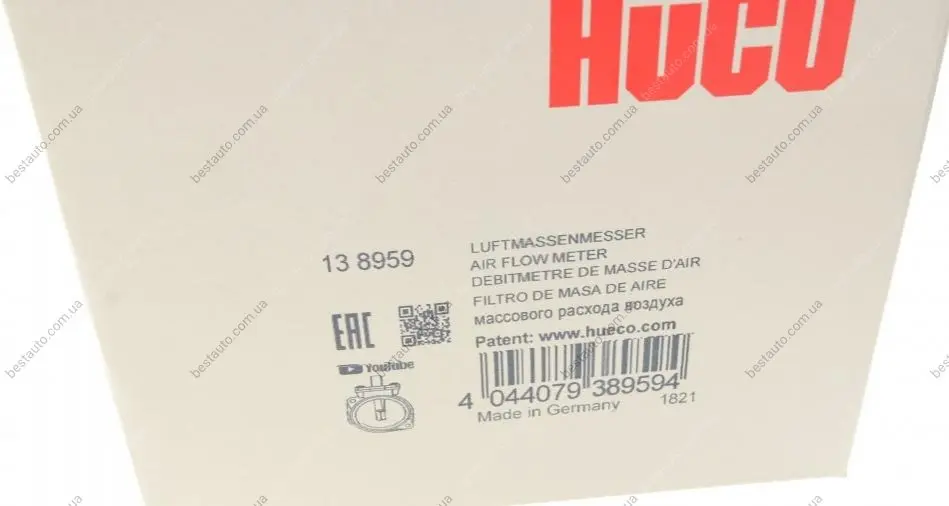 HUCO
13 8959
LUFTMASSENMESSER
AIR FLOW METER
DEBITMETRE DE MASSE D'AIR
FILTRO DE MASA DE AIRE
массового расхода воздуха
Patent: www.hueco.com
EAC
YouTube
4 044079 389594
Made in Germany 1821
bestauto.com.ua